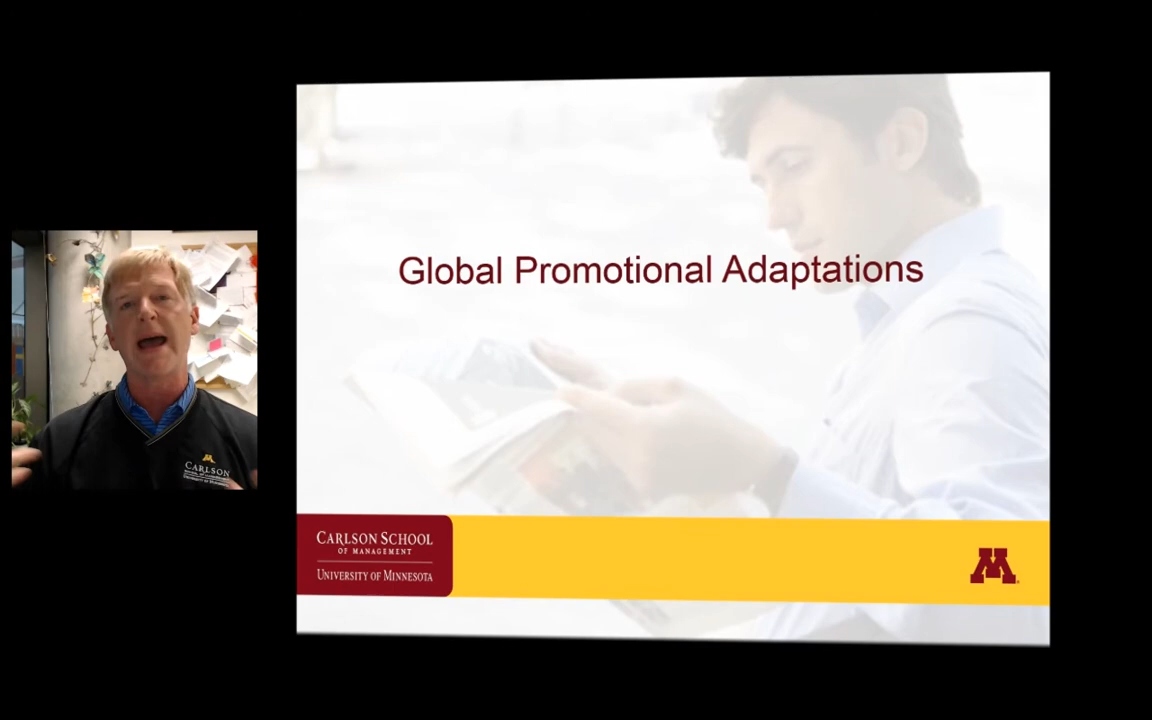 Global Promotional Adaptations
CARLSON
CARLSON SCHOOL
OF MANAGEMENT
UNIVERSITY OF MINNESOTA
M